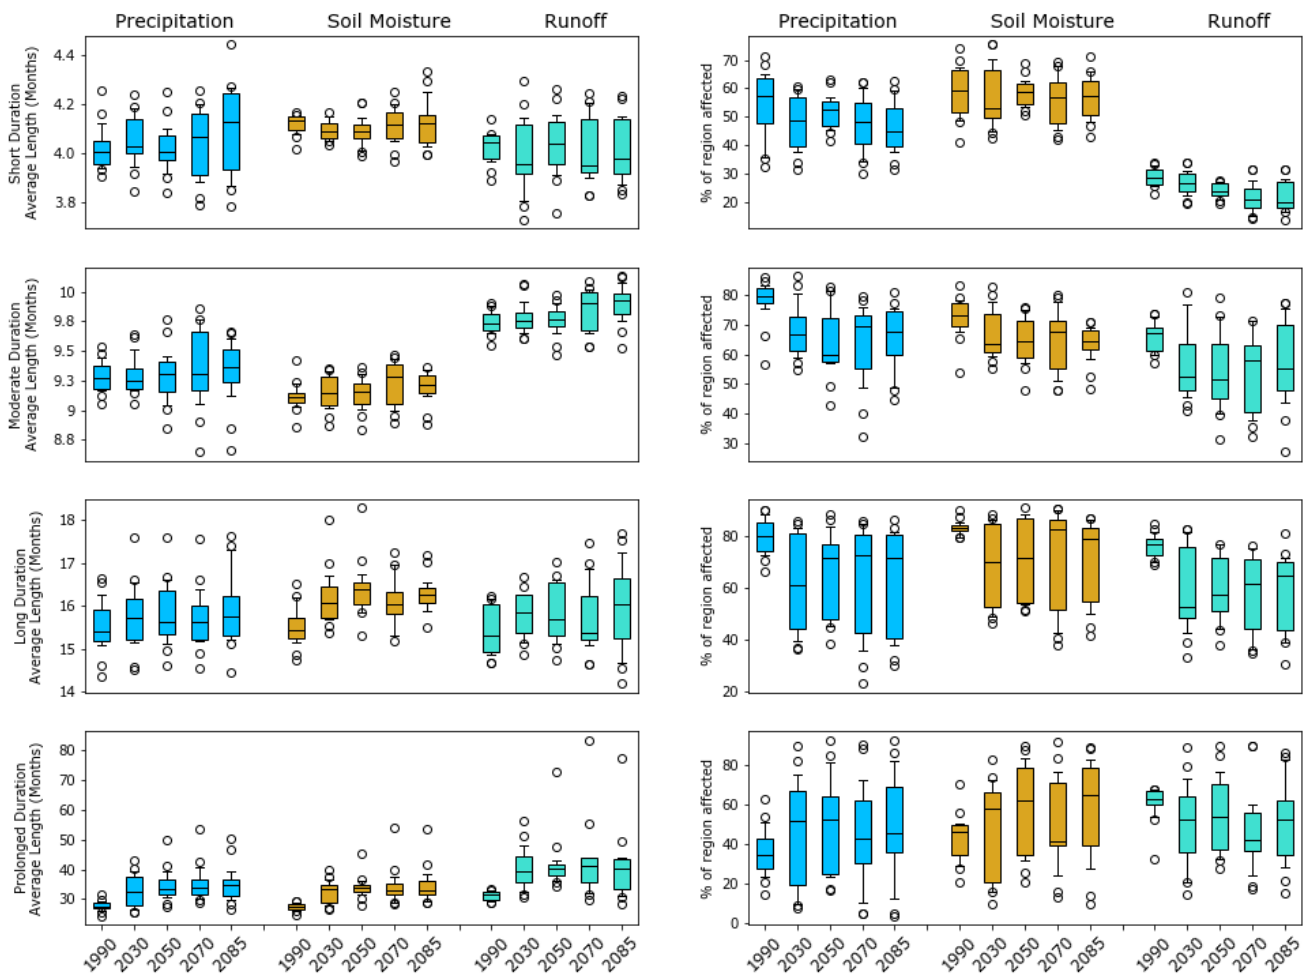 Precipitation Soil Moisture Runoff
Precipitation Soil Moisture Runoff
Short Duration
Average Length (Months)
4.4
4.2
4.0
3.8
% of region affected
70
60
50
40
30
20
Moderate Duration
Average Length (Months)
10
9.8
9.5
9.3
9
8.8
% of region affected
80
70
60
50
40
30
Long Duration
Average Length (Months)
18
17
16
15
14
% of region affected
80
60
40
20
Prolonged Duration
Average Length (Months)
80
70
60
50
40
30
% of region affected
80
60
40
20
0
1990 2030 2050 2070 2085 1990 2030 2050 2070 2085 1990 2030 2050 2070 2085
1990 2030 2050 2070 2085 1990 2030 2050 2070 2085 1990 2030 2050 2070 2085